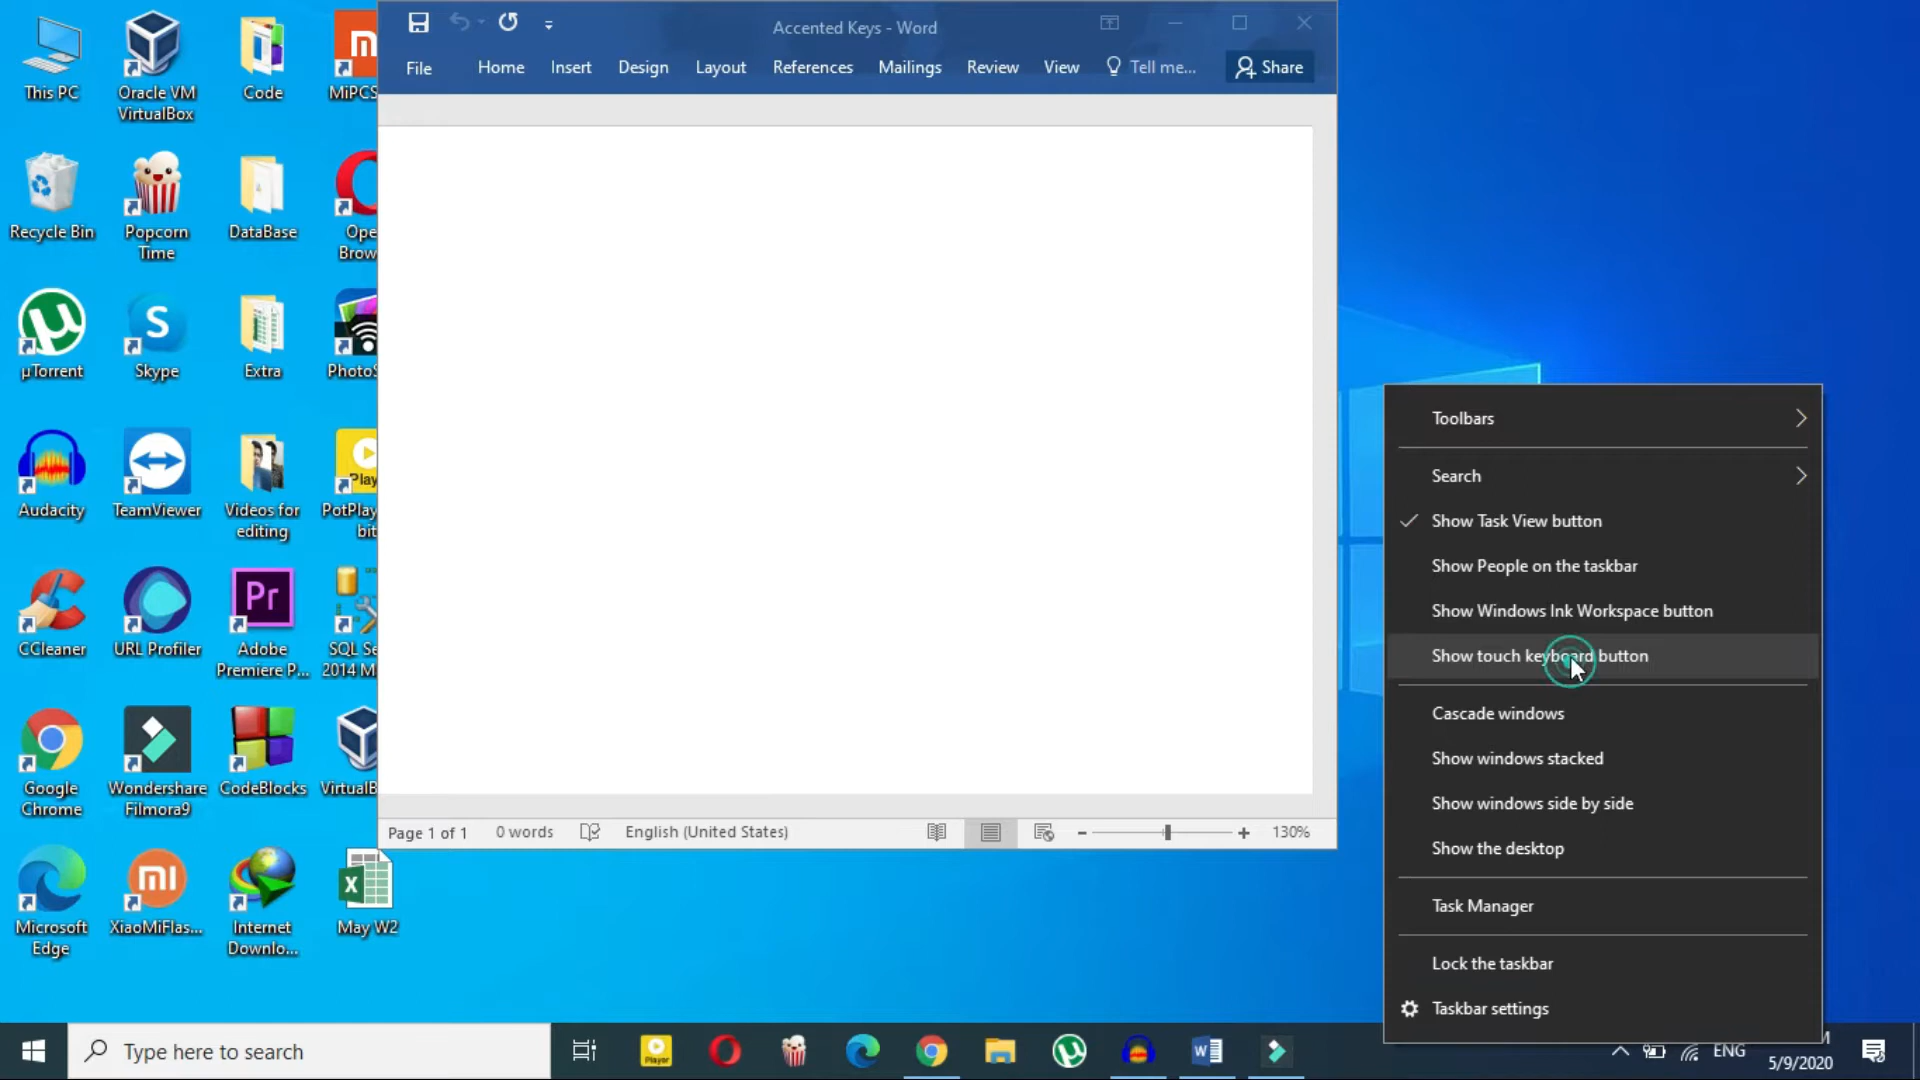 This PC
Oracle VM
VirtualBox
Code
MiPCS
Recycle Bin
Popcorn
Time
DataBase
Ope
Brow
µTorrent
Skype
Extra
PhotoS
Audacity
TeamViewer
Videos for
editing
Play
PotPlay
bit
CCleaner
URL Profiler
Pr
Adobe
Premiere P...
SQL Se
2014 M
Google
Chrome
Wondershare
Filmora9
CodeBlocks
VirtualB
Microsoft
Edge
XiaoMiFlas...
Internet
Downlo...
May W2
Accented Keys - Word
File
Home
Insert
Design
Layout
References
Mailings
Review
View
Tell me...
Share
Page 1 of 1
0 words
English (United States)
130%
Toolbars
Search
Show Task View button
Show People on the taskbar
Show Windows Ink Workspace button
Show touch keyboard button
Cascade windows
Show windows stacked
Show windows side by side
Show the desktop
Task Manager
Lock the taskbar
Taskbar settings
Type here to search
Player
ENG
M
5/9/2020